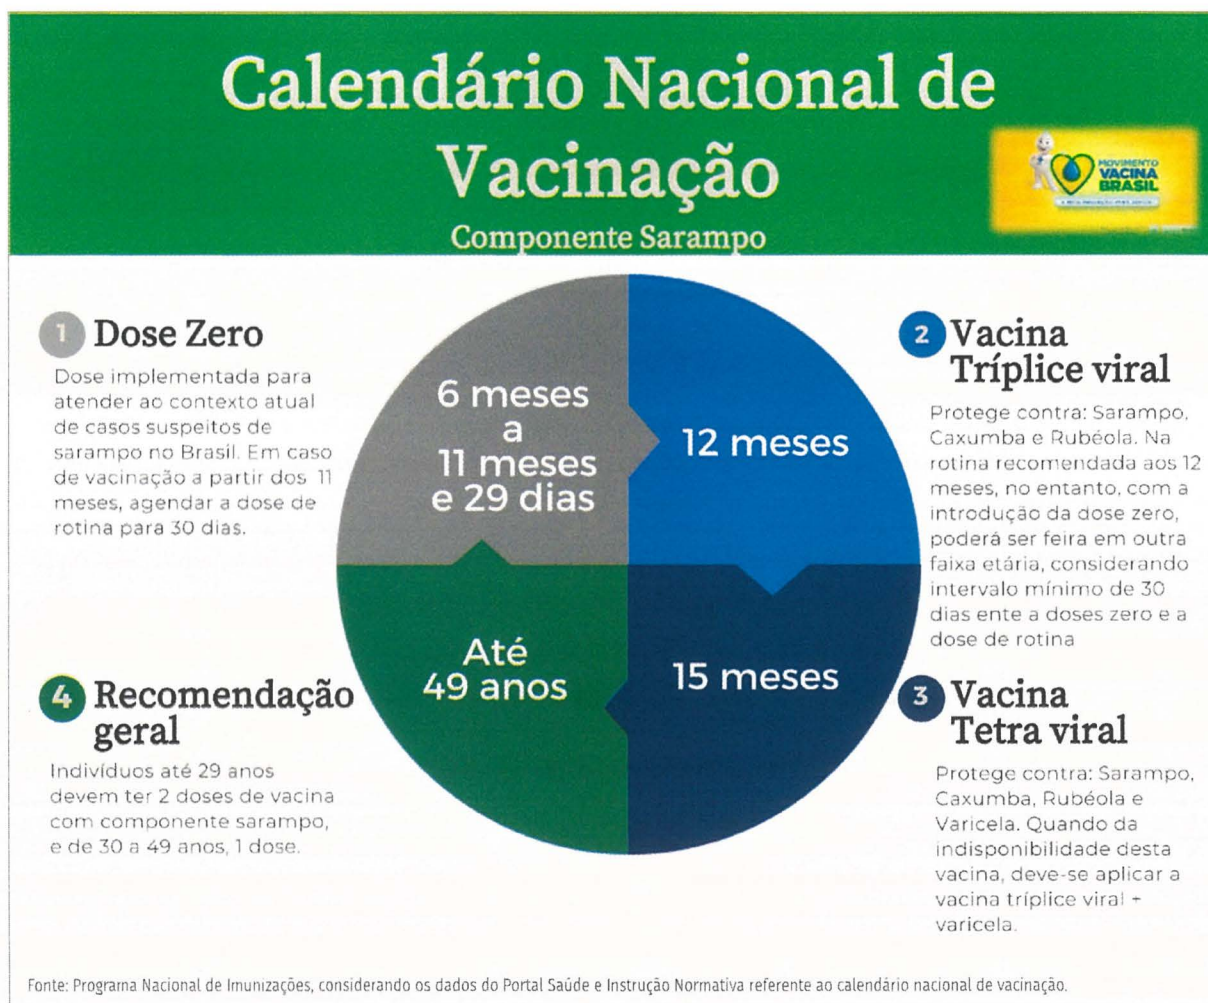 Calendário Nacional de
Vacinação
Componente Sarampo
MOVIMENTO
VACINA
BRASIL
1 Dose Zero
Dose implementada para
atender ao contexto atual
de casos suspeitos de
sarampo no Brasil. Em caso
de vacinação a partir dos 11
meses, agendar a dose de
rotina para 30 dias.
6 meses
a
11 meses
e 29 dias
12 meses
2 Vacina
Tríplice viral
Protege contra: Sarampo,
Caxumba e Rubéola. Na
rotina recomendada aos 12
meses, no entanto, com a
introdução da dose zero,
poderá ser feira em outra
faixa etária, considerando
intervalo mínimo de 30
dias ente a doses zero e a
dose de rotina
4 Recomendação
geral
Indivíduos até 29 anos
devem ter 2 doses de vacina
com componente sarampo,
e de 30 a 49 anos, 1 dose.
Até
49 anos
15 meses
3 Vacina
Tetra viral
Protege contra: Sarampo,
Caxumba, Rubéola e
Varicela. Quando da
indisponibilidade desta
vacina, deve-se aplicar a
vacina tríplice viral +
varicela.
Fonte: Programa Nacional de Imunizações, considerando os dados do Portal Saúde e Instrução Normativa referente ao calendário nacional de vacinação.